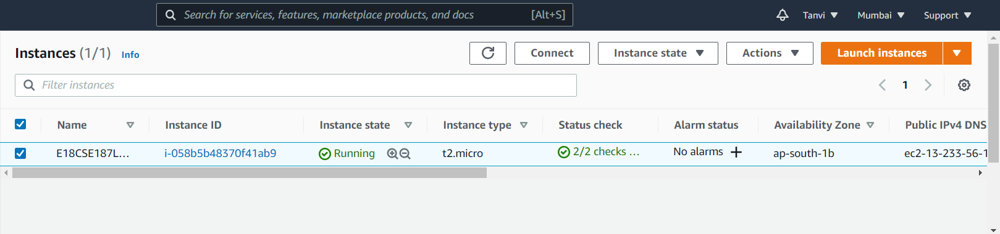 Search for services, features, marketplace products, and docs [Alt+S] Tanvi Mumbai Support
Instances (1/1) Info Connect Instance state Actions Launch instances
Filter instances 1
Name Instance ID Instance state Instance type Status check Alarm status Availability Zone Public IPv4 DNS
E18CSE187L... i-058b5b48370f41ab9 Running t2.micro 2/2 checks ... No alarms ap-south-1b ec2-13-233-56-1